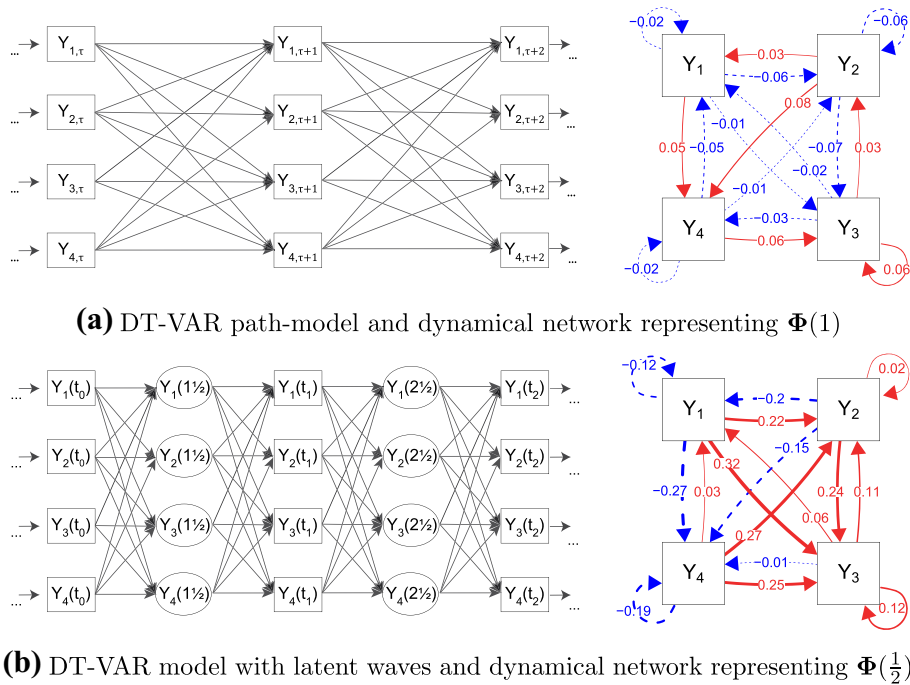 ... Y1,τ Y1,τ+1 Y1,τ+2 ...
... Y2,τ Y2,τ+1 Y2,τ+2 ...
... Y3,τ Y3,τ+1 Y3,τ+2 ...
... Y4,τ Y4,τ+1 Y4,τ+2 ...
−0.02 −0.06
Y1 0.03 Y2
−0.06
0.08
−0.01
0.05 −0.05 −0.07 0.03
−0.02
−0.01
Y4 −0.03 Y3
0.06
−0.02 0.06
(a) DT-VAR path-model and dynamical network representing Φ(1)
... Y1(t0) Y1(1½) Y1(t1) Y1(2½) Y1(t2) ...
... Y2(t0) Y2(1½) Y2(t1) Y2(2½) Y2(t2) ...
... Y3(t0) Y3(1½) Y3(t1) Y3(2½) Y3(t2) ...
... Y4(t0) Y4(1½) Y4(t1) Y4(2½) Y4(t2) ...
−0.12 0.02
Y1 −0.2 Y2
0.22
−0.15
0.32
−0.27 0.03 0.24 0.11
0.06
0.27
Y4 −0.01 Y3
0.25
−0.19 0.12
(b) DT-VAR model with latent waves and dynamical network representing Φ(½)